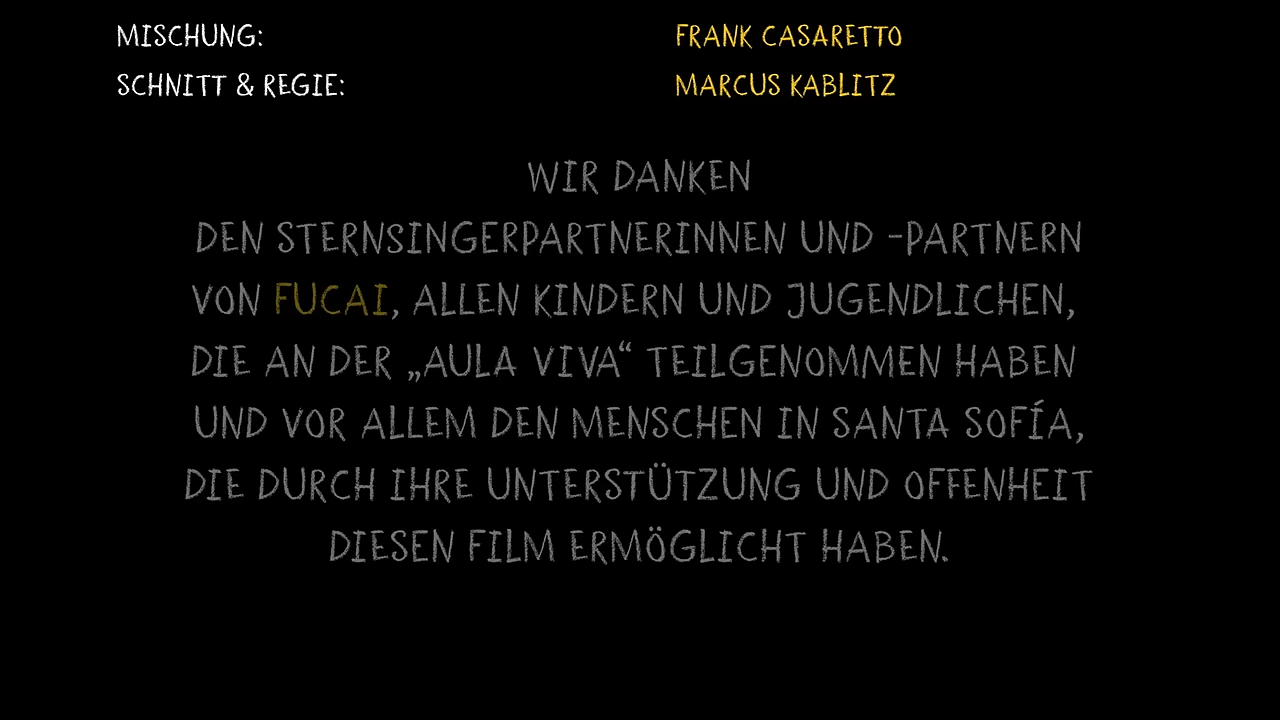 MISCHUNG: FRANK CASARETTO
SCHNITT & REGIE: MARCUS KABLITZ
WIR DANKEN
DEN STERNSINGERPARTNERINNEN UND -PARTNERN
VON FUCAI, ALLEN KINDERN UND JUGENDLICHEN,
DIE AN DER „AULA VIVA“ TEILGENOMMEN HABEN
UND VOR ALLEM DEN MENSCHEN IN SANTA SOFÍA,
DIE DURCH IHRE UNTERSTÜTZUNG UND OFFENHEIT
DIESEN FILM ERMÖGLICHT HABEN.